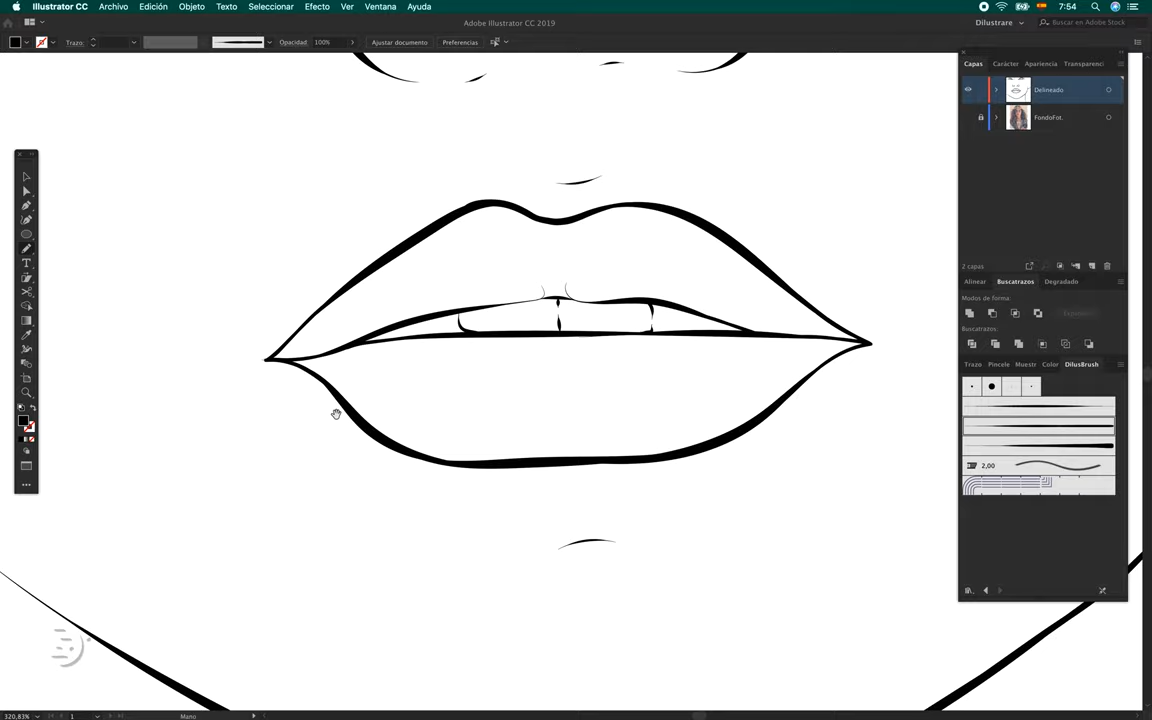 Illustrator CC Archivo Edición Objeto Texto Seleccionar Efecto Ver Ventana Ayuda 7:54
Adobe Illustrator CC 2019
Dilustrare
Buscar en Adobe Stock
Trazo: Opacidad: 100% Ajustar documento Preferencias
Capas Carácter Apariencia Transparenci
Delineado
FondoFot.
2 capas
Alinear Buscatrazos Degradado
Modos de forma:
Buscatrazos:
Trazo Pincele Muestr Color DilusBrush
2,00
320,83% 1 Mano